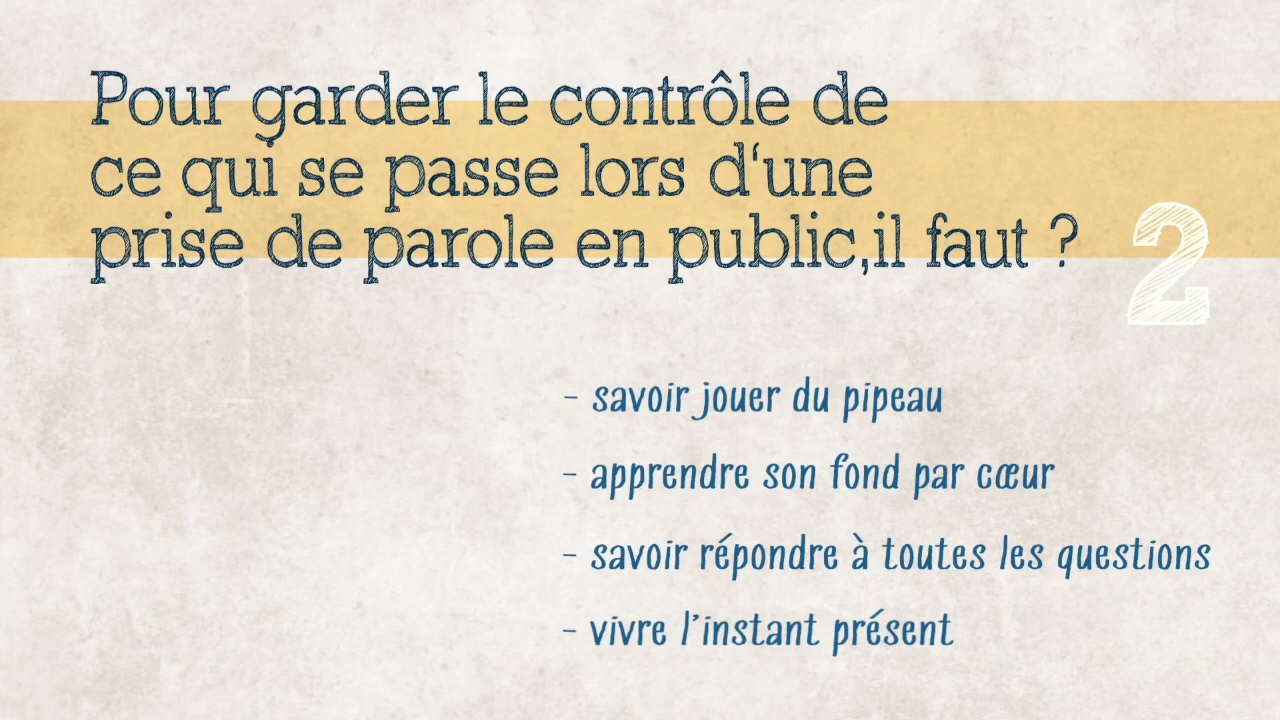 Pour garder le contrôle de
ce qui se passe lors d‘une
prise de parole en public,il faut ?
2
- savoir jouer du pipeau
- apprendre son fond par cœur
- savoir répondre à toutes les questions
- vivre l’instant présent